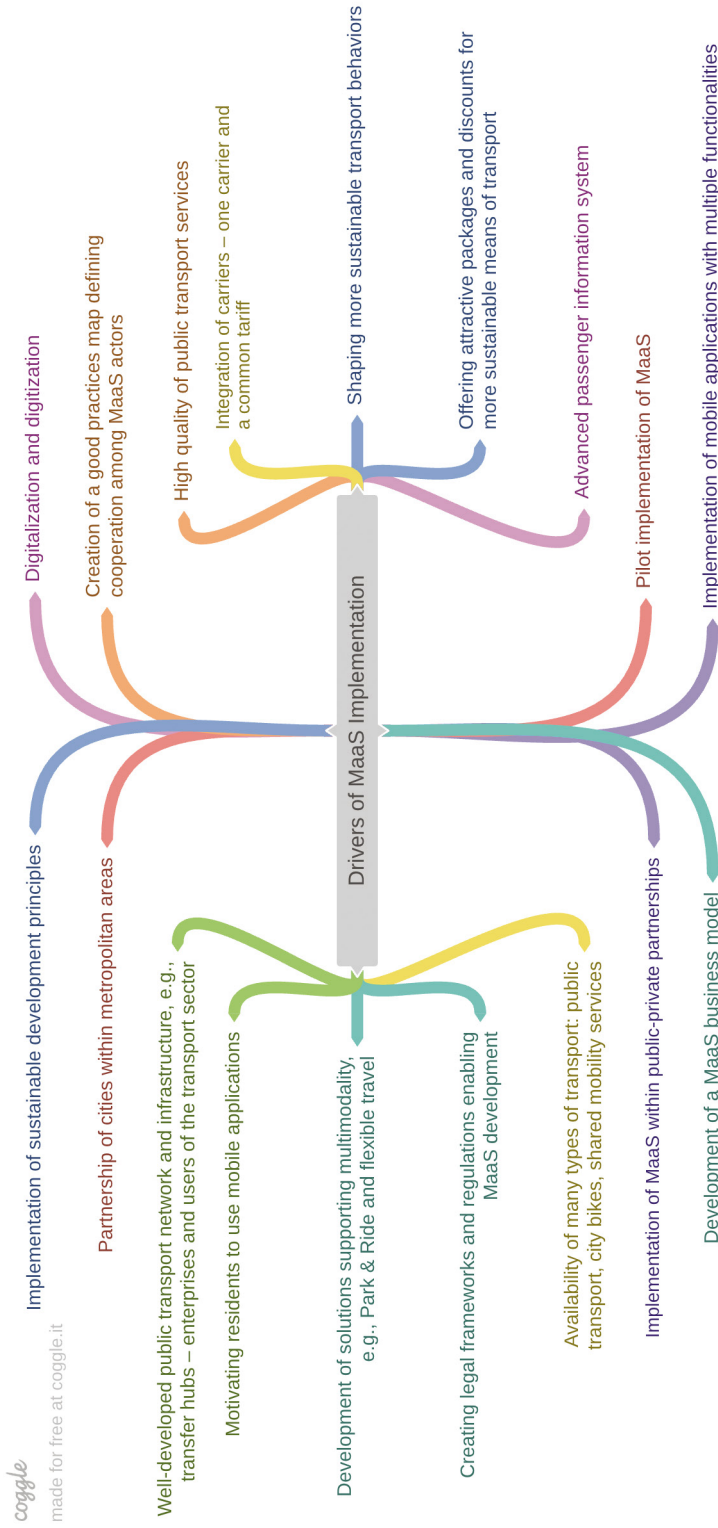 coggle
made for free at coggle.it
Implementation of sustainable development principles
Digitalization and digitization
Partnership of cities within metropolitan areas
Creation of a good practices map defining
cooperation among MaaS actors
Well-developed public transport network and infrastructure, e.g.,
transfer hubs – enterprises and users of the transport sector
High quality of public transport services
Motivating residents to use mobile applications
Integration of carriers – one carrier and
a common tariff
Development of solutions supporting multimodality,
e.g., Park & Ride and flexible travel
Drivers of MaaS Implementation
Shaping more sustainable transport behaviors
Creating legal frameworks and regulations enabling
MaaS development
Offering attractive packages and discounts for
more sustainable means of transport
Availability of many types of transport: public
transport, city bikes, shared mobility services
Advanced passenger information system
Implementation of MaaS within public-private partnerships
Pilot implementation of MaaS
Development of a MaaS business model
Implementation of mobile applications with multiple functionalities